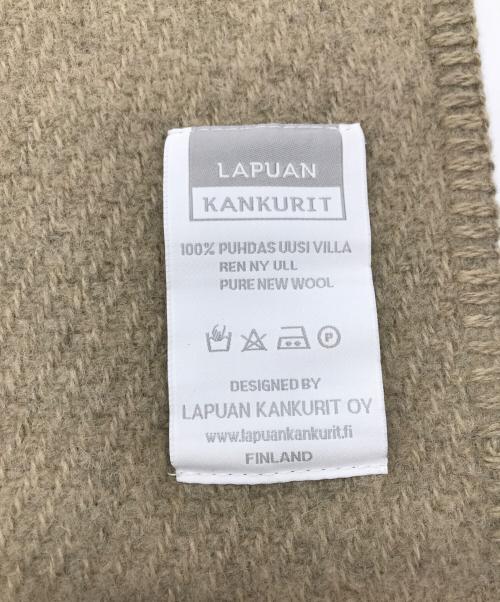 LAPUAN
KANKURIT
100% PUHDAS UUSI VILLA
REN NY ULL
PURE NEW WOOL
P
DESIGNED BY
LAPUAN KANKURIT OY
www.lapuankankurit.fi
FINLAND